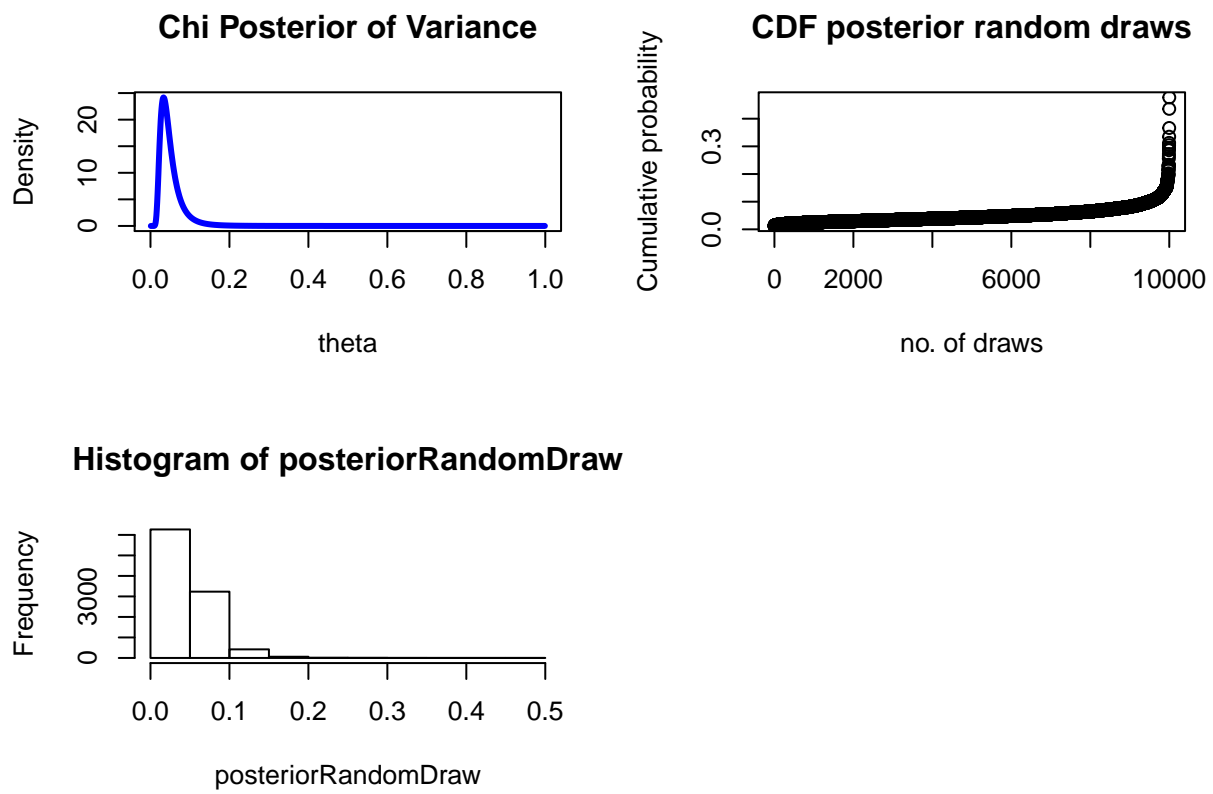 Chi Posterior of Variance
Density
0 10 20
0.0 0.2 0.4 0.6 0.8 1.0
theta
CDF posterior random draws
Cumulative probability
0.0 0.3
0 2000 6000 10000
no. of draws
Histogram of posteriorRandomDraw
Frequency
0 3000
0.0 0.1 0.2 0.3 0.4 0.5
posteriorRandomDraw